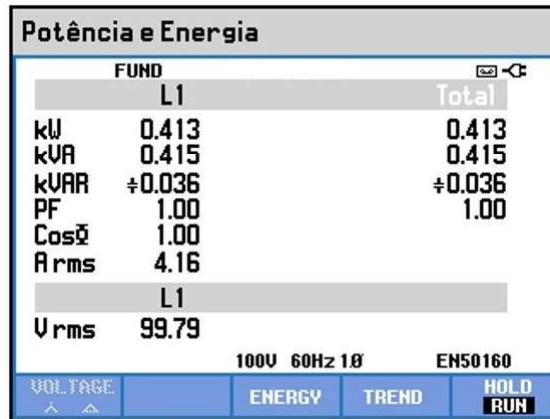 Potência e Energia
FUND
L1 Total
kW 0.413 0.413
kVA 0.415 0.415
kVAR ÷0.036 ÷0.036
PF 1.00 1.00
CosΦ 1.00
A rms 4.16
L1
V rms 99.79
100V 60Hz 1Ø EN50160
VOLTAGE ENERGY TREND HOLD
RUN